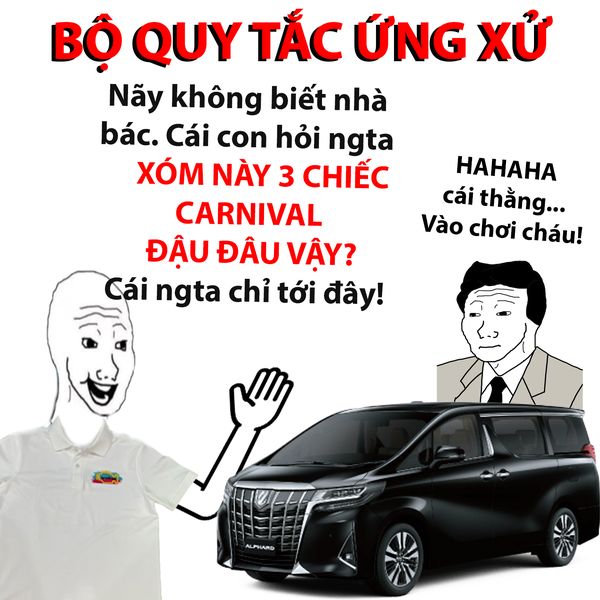 BỘ QUY TẮC ỨNG XỬ
Nãy không biết nhà
bác. Cái con hỏi ngta
XÓM NÀY 3 CHIẾC
CARNIVAL
ĐẬU ĐÂU VẬY?
Cái ngta chỉ tới đây!
HAHAHA
cái thằng...
Vào chơi cháu!
ALPHARD